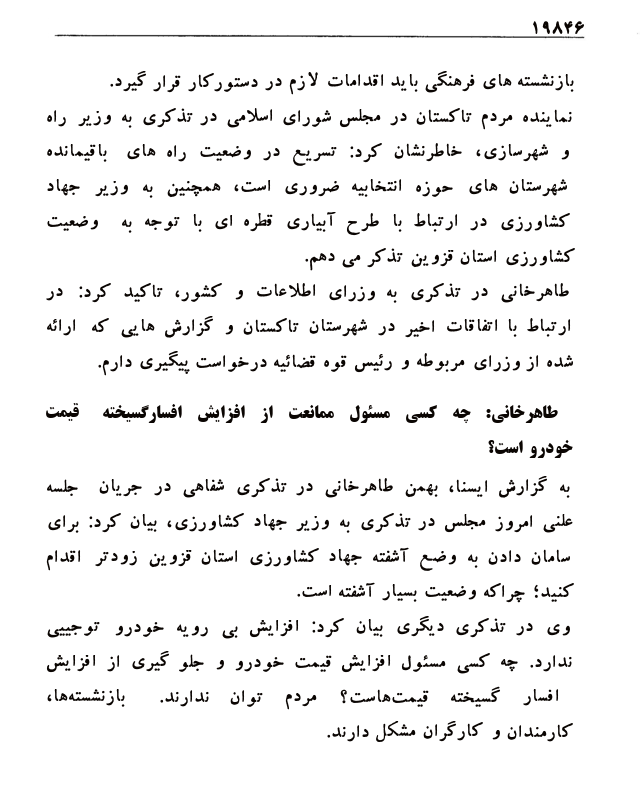 ۱۹۸۴۶
بازنشسته های فرهنگی باید اقدامات لازم در دستورکار قرار گیرد.
نماینده مردم تاکستان در مجلس شورای اسلامی در تذکری به وزیر راه
و شهرسازی، خاطرنشان کرد: تسریع در وضعیت راه های باقیمانده
شهرستان های حوزه انتخابیه ضروری است، همچنین به وزیر جهاد
کشاورزی در ارتباط با طرح آبیاری قطره ای با توجه به وضعیت
کشاورزی استان قزوین تذکر می دهم.
طاهرخانی در تذکری به وزرای اطلاعات و کشور، تاکید کرد: در
ارتباط با اتفاقات اخیر در شهرستان تاکستان و گزارش هایی که ارائه
شده از وزرای مربوطه و رئیس قوه قضائیه درخواست پیگیری دارم.
طاهرخانی: چه کسی مسئول ممانعت از افزایش افسارگسیخته قیمت
خودرو است؟
به گزارش ایسنا، بهمن طاهرخانی در تذکری شفاهی در جریان جلسه
علنی امروز مجلس در تذکری به وزیر جهاد کشاورزی، بیان کرد: برای
سامان دادن به وضع آشفته جهاد کشاورزی استان قزوین زودتر اقدام
کنید؛ چراکه وضعیت بسیار آشفته است.
وی در تذکری دیگری بیان کرد: افزایش بی رویه خودرو توجیبی
ندارد. چه کسی مسئول افزایش قیمت خودرو و جلو گیری از افزایش
افسار گسیخته قیمت‌هاست؟ مردم توان ندارند. بازنشسته‌ها،
کارمندان و کارگران مشکل دارند.